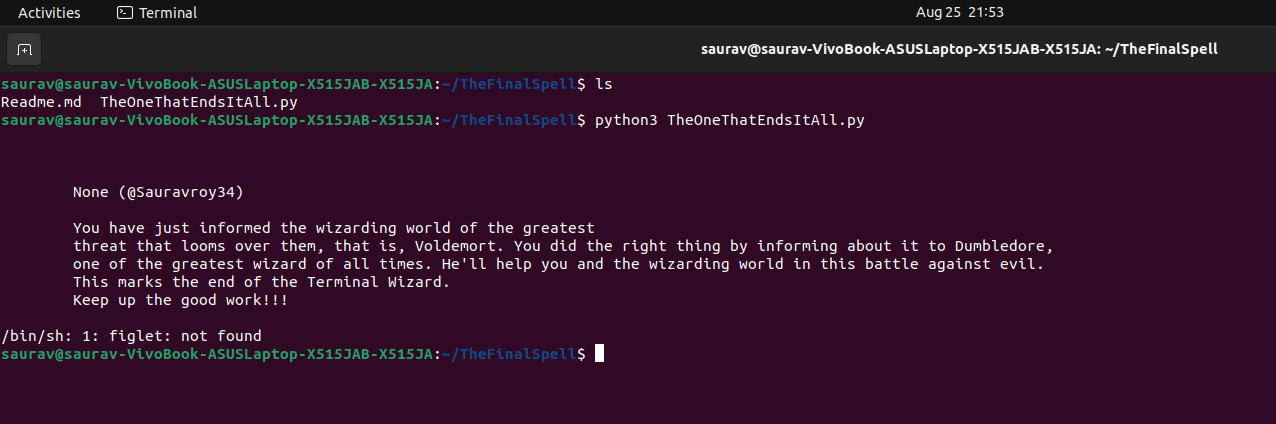 Activities Terminal Aug 25 21:53
saurav@saurav-VivoBook-ASUSLaptop-X515JAB-X515JA: ~/TheFinalSpell
saurav@saurav-VivoBook-ASUSLaptop-X515JAB-X515JA:~/TheFinalSpell$ ls
Readme.md TheOneThatEndsItAll.py
saurav@saurav-VivoBook-ASUSLaptop-X515JAB-X515JA:~/TheFinalSpell$ python3 TheOneThatEndsItAll.py
None (@Sauravroy34)
You have just informed the wizarding world of the greatest
threat that looms over them, that is, Voldemort. You did the right thing by informing about it to Dumbledore,
one of the greatest wizard of all times. He'll help you and the wizarding world in this battle against evil.
This marks the end of the Terminal Wizard.
Keep up the good work!!!
/bin/sh: 1: figlet: not found
saurav@saurav-VivoBook-ASUSLaptop-X515JAB-X515JA:~/TheFinalSpell$